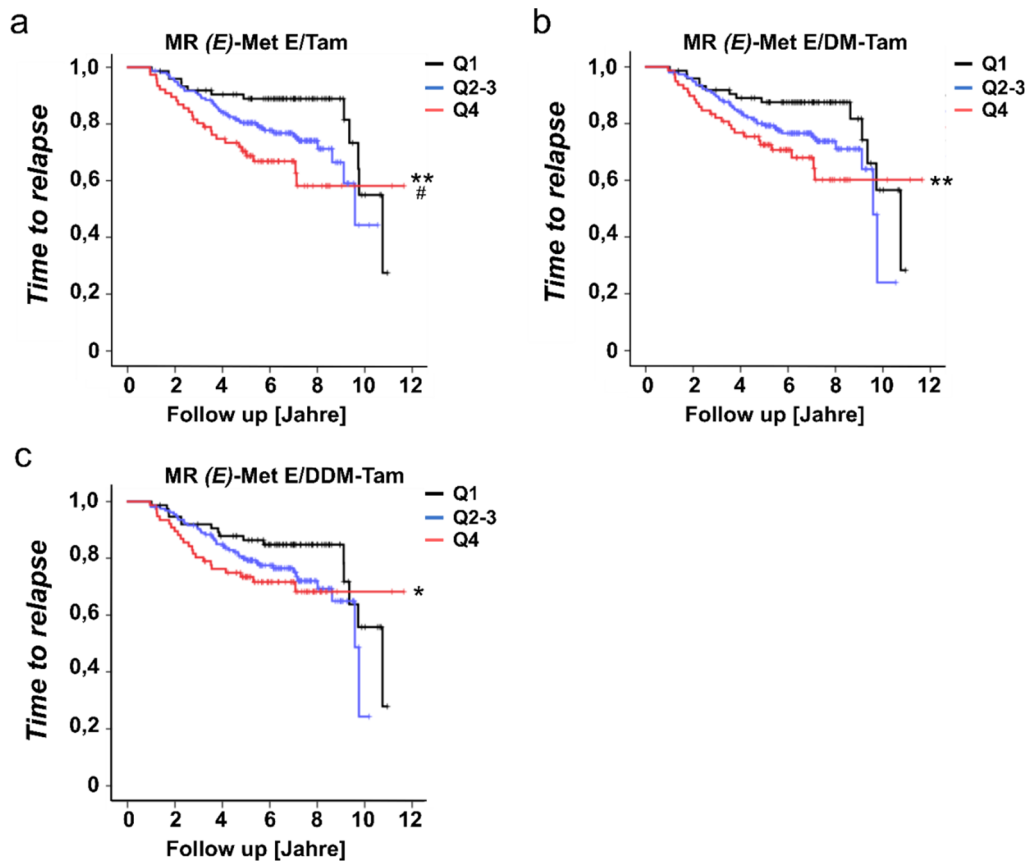 a
MR (E)-Met E/Tam
Q1
Q2-3
Q4
1,0
0,8
0,6
0,4
0,2
0
Time to relapse
**
#
0 2 4 6 8 10 12
Follow up [Jahre]
b
MR (E)-Met E/DM-Tam
Q1
Q2-3
Q4
1,0
0,8
0,6
0,4
0,2
0
Time to relapse
**
0 2 4 6 8 10 12
Follow up [Jahre]
c
MR (E)-Met E/DDM-Tam
Q1
Q2-3
Q4
1,0
0,8
0,6
0,4
0,2
0
Time to relapse
*
0 2 4 6 8 10 12
Follow up [Jahre]